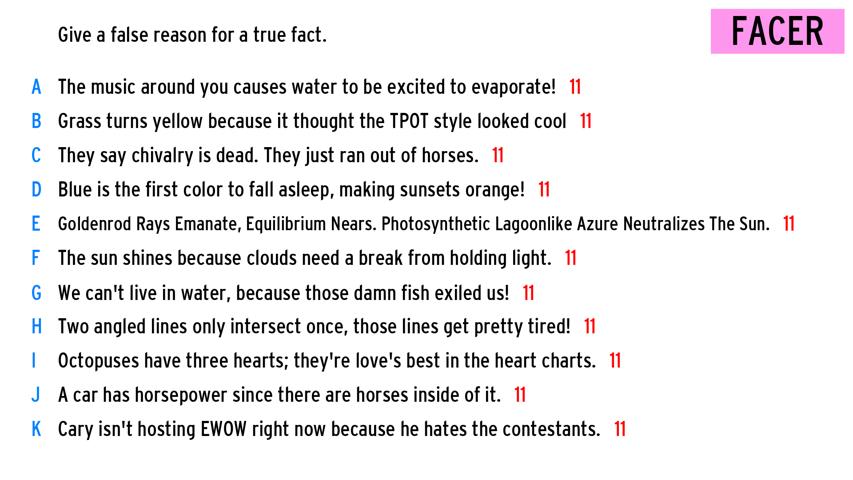 Give a false reason for a true fact.
FACER
A The music around you causes water to be excited to evaporate! 11
B Grass turns yellow because it thought the TPOT style looked cool 11
C They say chivalry is dead. They just ran out of horses. 11
D Blue is the first color to fall asleep, making sunsets orange! 11
E Goldenrod Rays Emanate, Equilibrium Nears. Photosynthetic Lagoonlike Azure Neutralizes The Sun. 11
F The sun shines because clouds need a break from holding light. 11
G We can't live in water, because those damn fish exiled us! 11
H Two angled lines only intersect once, those lines get pretty tired! 11
I Octopuses have three hearts; they're love's best in the heart charts. 11
J A car has horsepower since there are horses inside of it. 11
K Cary isn't hosting EWOW right now because he hates the contestants. 11